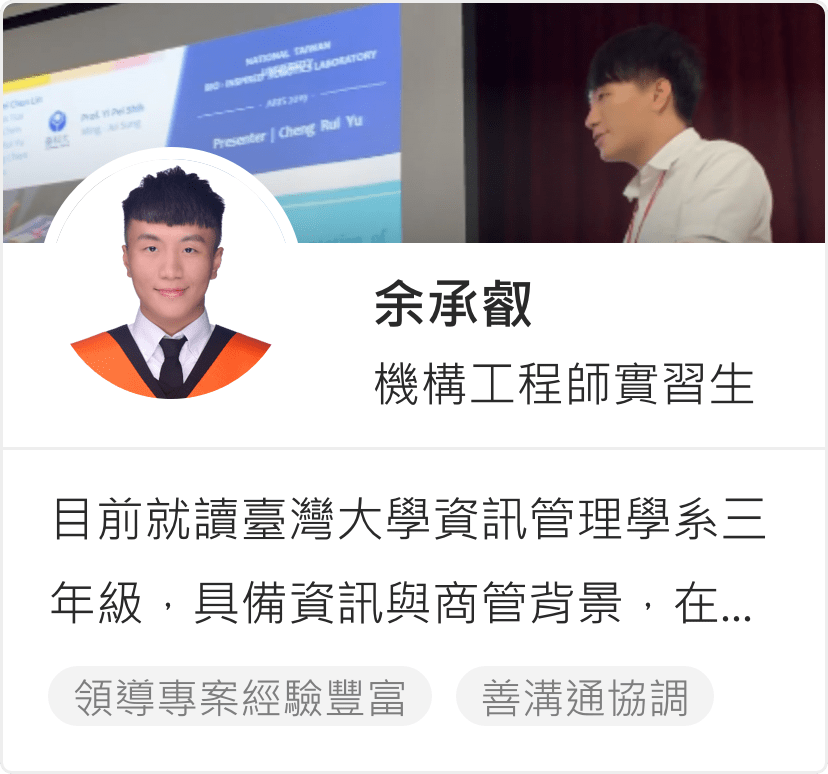 NATIONAL TAIWAN
UNIVERSITY
BIO-INSPIRED ROBOTICS LABORATORY
Presenter | Cheng Rui Yu
Prof. Yi Pei Shih
余承叡
機構工程師實習生
目前就讀臺灣大學資訊管理學系三
年級，具備資訊與商管背景，在...
領導專案經驗豐富
善溝通協調